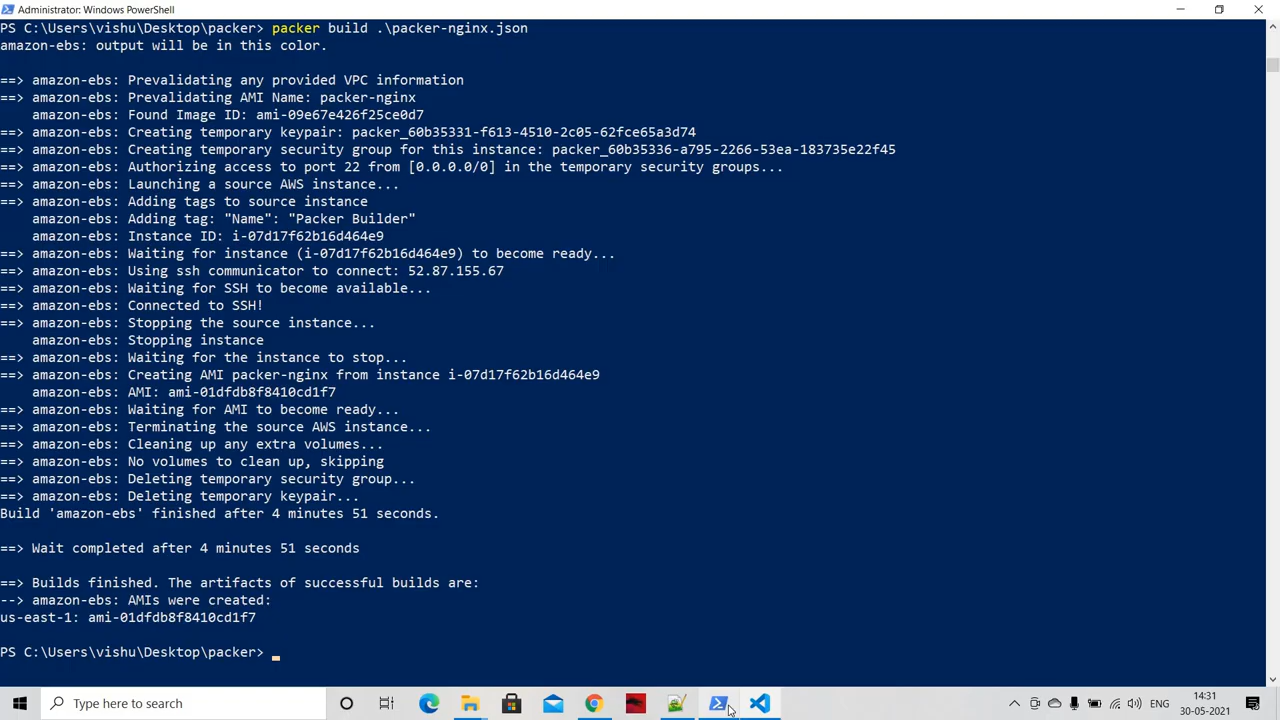 Administrator: Windows PowerShell
PS C:\Users\vishu\Desktop\packer> packer build .\packer-nginx.json
amazon-ebs: output will be in this color.
==> amazon-ebs: Prevalidating any provided VPC information
==> amazon-ebs: Prevalidating AMI Name: packer-nginx
amazon-ebs: Found Image ID: ami-09e67e426f25ce0d7
==> amazon-ebs: Creating temporary keypair: packer_60b35331-f613-4510-2c05-62fce65a3d74
==> amazon-ebs: Creating temporary security group for this instance: packer_60b35336-a795-2266-53ea-183735e22f45
==> amazon-ebs: Authorizing access to port 22 from [0.0.0.0/0] in the temporary security groups...
==> amazon-ebs: Launching a source AWS instance...
==> amazon-ebs: Adding tags to source instance
amazon-ebs: Adding tag: "Name": "Packer Builder"
amazon-ebs: Instance ID: i-07d17f62b16d464e9
==> amazon-ebs: Waiting for instance (i-07d17f62b16d464e9) to become ready...
==> amazon-ebs: Using ssh communicator to connect: 52.87.155.67
==> amazon-ebs: Waiting for SSH to become available...
==> amazon-ebs: Connected to SSH!
==> amazon-ebs: Stopping the source instance...
amazon-ebs: Stopping instance
==> amazon-ebs: Waiting for the instance to stop...
==> amazon-ebs: Creating AMI packer-nginx from instance i-07d17f62b16d464e9
amazon-ebs: AMI: ami-01dfdb8f8410cd1f7
==> amazon-ebs: Waiting for AMI to become ready...
==> amazon-ebs: Terminating the source AWS instance...
==> amazon-ebs: Cleaning up any extra volumes...
==> amazon-ebs: No volumes to clean up, skipping
==> amazon-ebs: Deleting temporary security group...
==> amazon-ebs: Deleting temporary keypair...
Build 'amazon-ebs' finished after 4 minutes 51 seconds.
==> Wait completed after 4 minutes 51 seconds
==> Builds finished. The artifacts of successful builds are:
--> amazon-ebs: AMIs were created:
us-east-1: ami-01dfdb8f8410cd1f7
PS C:\Users\vishu\Desktop\packer>
Type here to search
ENG
14:31
30-05-2021